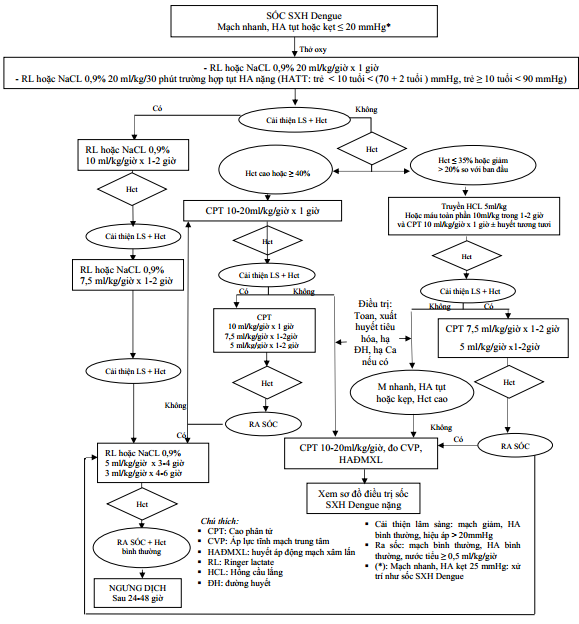 SỐC SXH Dengue
Mạch nhanh, HA tụt hoặc kẹt ≤ 20 mmHg*
Thở oxy
- RL hoặc NaCL 0,9% 20 ml/kg/giờ x 1 giờ
- RL hoặc NaCL 0,9% 20 ml/kg/30 phút trường hợp tụt HA nặng (HATT: trẻ < 10 tuổi < (70 + 2 tuổi ) mmHg, trẻ ≥ 10 tuổi < 90 mmHg)
Có
Cải thiện LS + Hct
Không
RL hoặc NaCL 0,9%
10 ml/kg/giờ x 1-2 giờ
Hct
Hct cao hoặc ≥ 40%
Hct ≤ 35% hoặc giảm
> 20% so với ban đầu
Hct
CPT 10-20ml/kg/giờ x 1 giờ
Truyền HCL 5ml/kg
Hoặc máu toàn phần 10ml/kg trong 1-2 giờ
và CPT 10 ml/kg/giờ x 1 giờ ± huyết tương tươi
Cải thiện LS + Hct
Hct
Hct
RL hoặc NaCL 0,9%
7,5 ml/kg/giờ x 1-2 giờ
Cải thiện LS + Hct
Cải thiện LS + Hct
Có
Không
Không
Có
CPT
10 ml/kg/giờ x 1 giờ
7,5 ml/kg/giờ x 1-2giờ
5 ml/kg/giờ x 1-2 giờ
Điều trị:
Toan, xuất
huyết tiêu
hóa, hạ
ĐH, hạ Ca
nếu có
CPT 7,5 ml/kg/giờ x 1-2 giờ
5 ml/kg/giờ x1-2giờ
Cải thiện LS + Hct
Hct
M nhanh, HA tụt
hoặc kẹp, Hct cao
Hct
Không
RA SỐC
Có
RL hoặc NaCL 0,9%
5 ml/kg/giờ x 3-4 giờ
3 ml/kg/giờ x 4-6 giờ
CPT 10-20ml/kg/giờ, đo CVP,
HAĐMXL
Không
Có
RA SỐC
Hct
Xem sơ đồ điều trị sốc
SXH Dengue nặng
RA SỐC + Hct
bình thường
NGƯNG DỊCH
Sau 24-48 giờ
Chú thích:
• CPT: Cao phân tử
• CVP: Áp lực tĩnh mạch trung tâm
• HAĐMXL: huyết áp động mạch xâm lấn
• RL: Ringer lactate
• HCL: Hồng cầu lắng
• ĐH: đường huyết
• Cải thiện lâm sàng: mạch giảm, HA
bình thường, hiệu áp > 20mmHg
• Ra sốc: mạch bình thường, HA bình
thường, nước tiểu ≥ 0,5 ml/kg/giờ
• (*): Mạch nhanh, HA kẹt 25 mmHg: xử
trí như sốc SXH Dengue